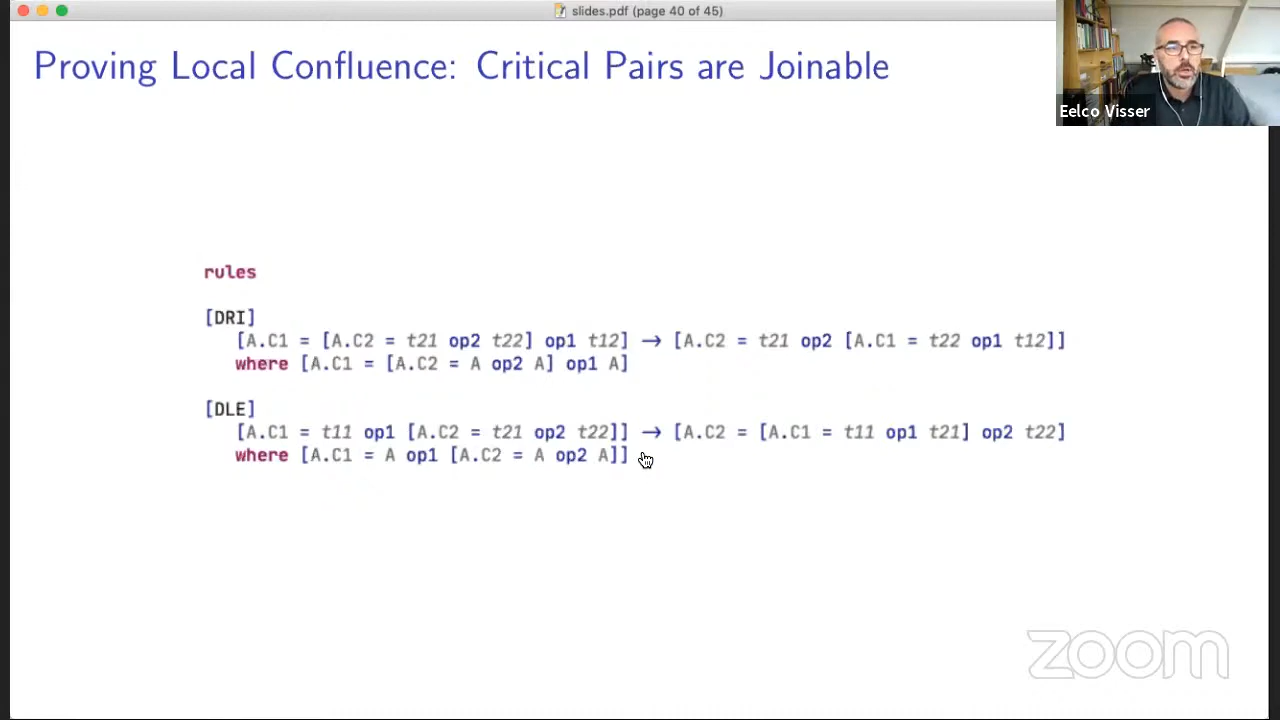 slides.pdf (page 40 of 45)
Proving Local Confluence: Critical Pairs are Joinable
Eelco Visser
rules
[DRI]
[A.C1 = [A.C2 = t21 op2 t22] op1 t12] → [A.C2 = t21 op2 [A.C1 = t22 op1 t12]]
where [A.C1 = [A.C2 = A op2 A] op1 A]
[DLE]
[A.C1 = t11 op1 [A.C2 = t21 op2 t22]] → [A.C2 = [A.C1 = t11 op1 t21] op2 t22]
where [A.C1 = A op1 [A.C2 = A op2 A]]
zoom